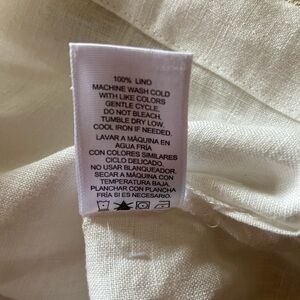 100% LINO
MACHINE WASH COLD
WITH LIKE COLORS
GENTLE CYCLE.
DO NOT BLEACH.
TUMBLE DRY LOW.
COOL IRON IF NEEDED.
LAVAR A MÁQUINA EN
AGUA FRÍA
CON COLORES SIMILARES
CICLO DELICADO.
NO USAR BLANQUEADOR.
SECAR A MÁQUINA CON
TEMPERATURA BAJA.
PLANCHAR CON PLANCHA
FRÍA SI ES NECESARIO.